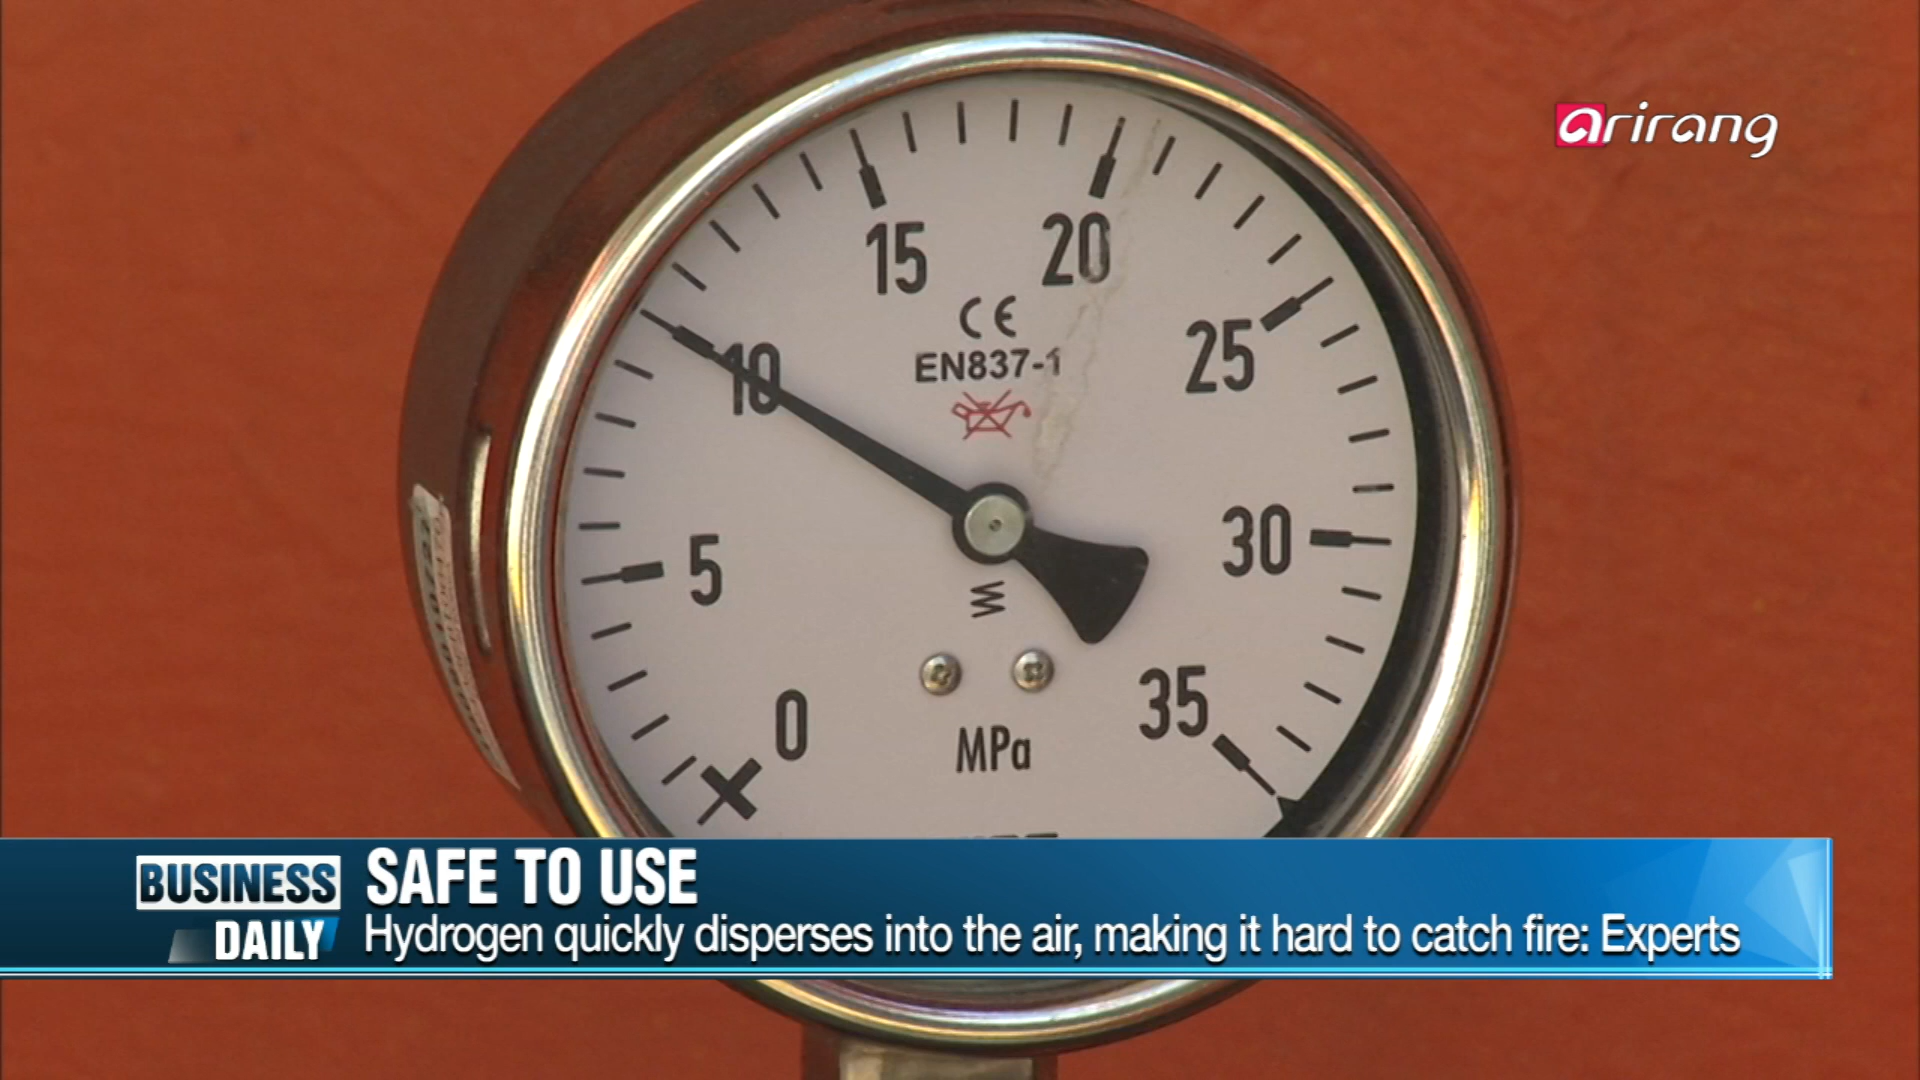 arirang
15
20
10
25
CE
EN837-1
5
30
0
35
MPa
BUSINESS
DAILY
SAFE TO USE
Hydrogen quickly disperses into the air, making it hard to catch fire: Experts